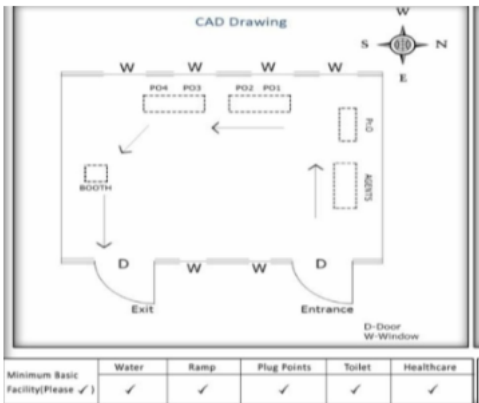 CAD Drawing
W
S N
E
W W W W
PO4 PO3 PO2 PO1
PrO
BOOTH
AGENTS
D W W D
Exit Entrance
D-Door
W-Window
Minimum Basic Facility(Please ✓) Water Ramp Plug Points Toilet Healthcare
✓ ✓ ✓ ✓ ✓